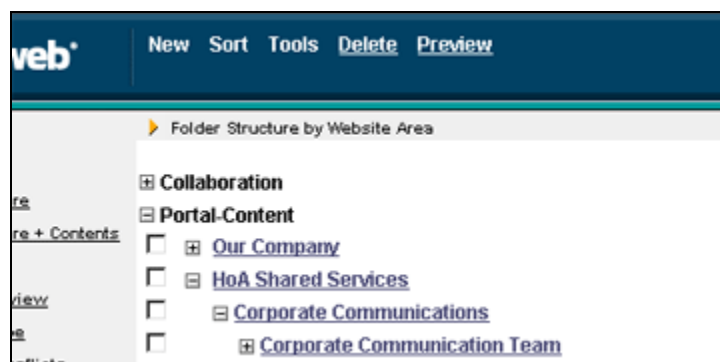 New Sort Tools Delete Preview
Folder Structure by Website Area
Collaboration
Portal-Content
+ Contents
Our Company
HoA Shared Services
Corporate Communications
Corporate Communication Team